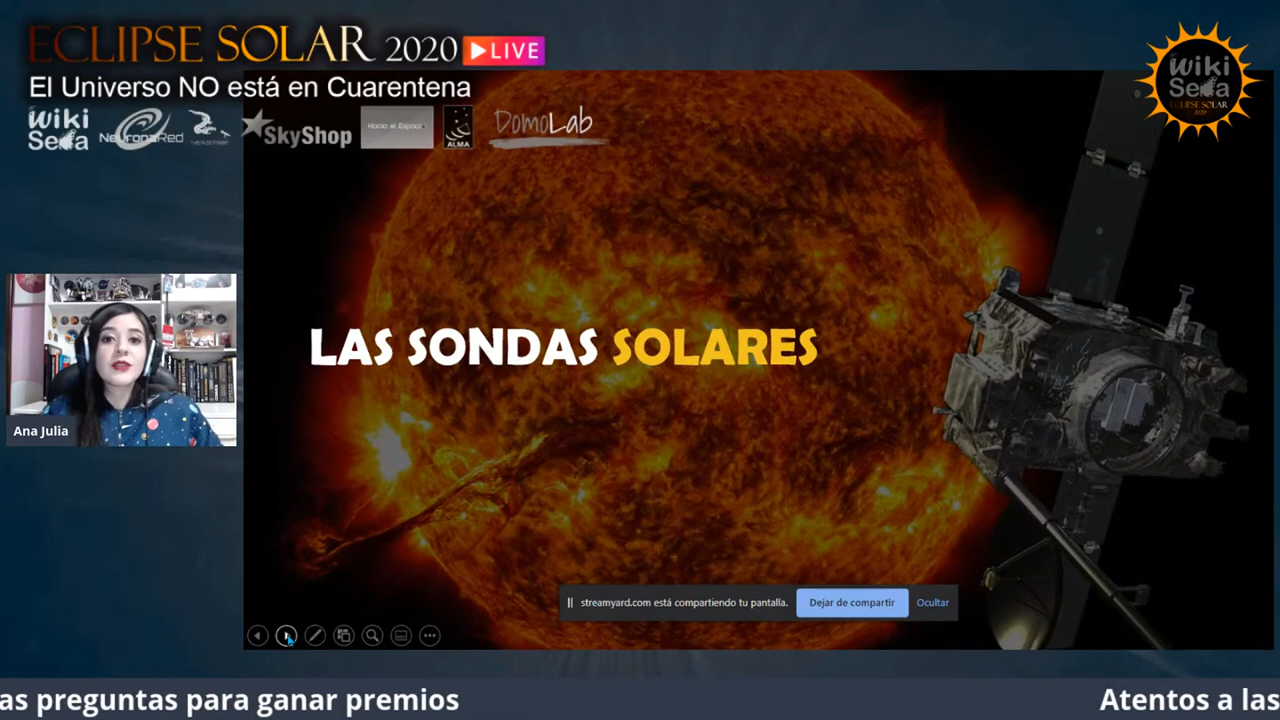 ECLIPSE SOLAR 2020 LIVE
El Universo NO está en Cuarentena
Wiki
Seda
NeuronaRed
SkyShop
Hacia el Espacio
ALMA
DomoLab
Wiki
Seda
ECLIPSE SOLAR
2020
LAS SONDAS SOLARES
Ana Julia
streamyard.com está compartiendo tu pantalla.
Dejar de compartir
Ocultar
as preguntas para ganar premios
Atentos a las